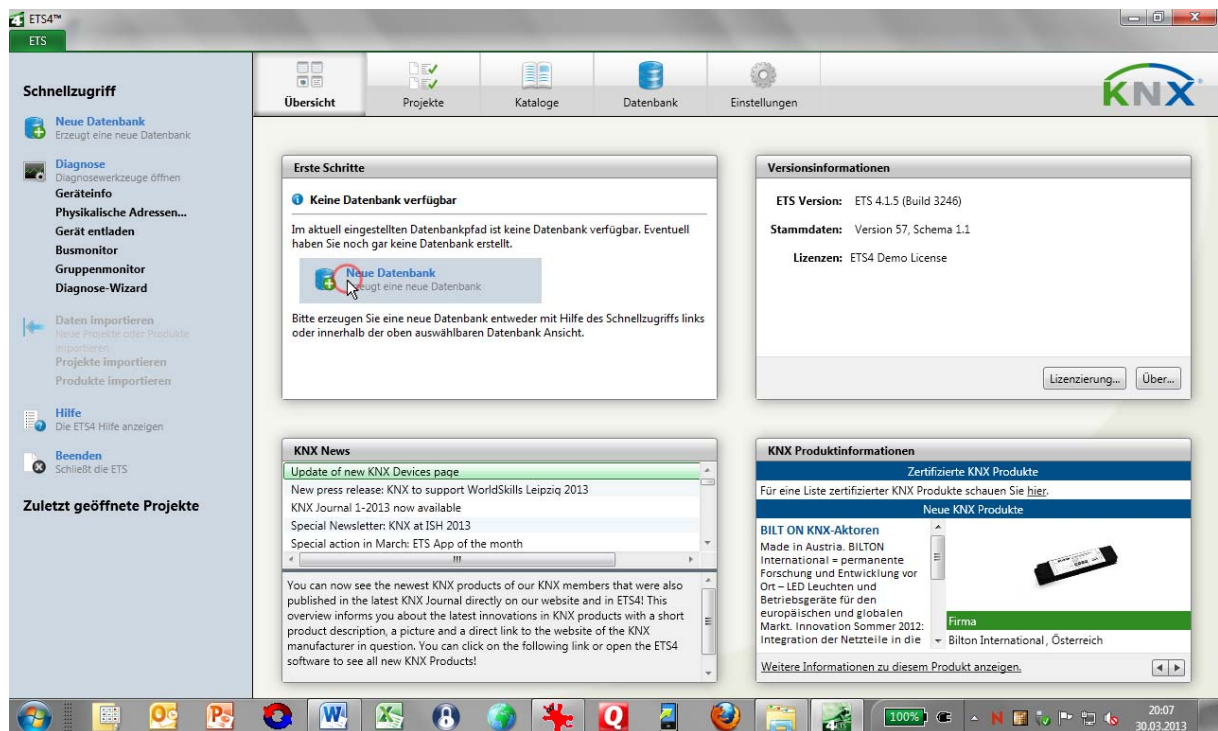 ETS4™
ETS
Schnellzugriff
Neue Datenbank
Erzeugt eine neue Datenbank
Diagnose
Diagnosewerkzeuge öffnen
Geräteinfo
Physikalische Adressen...
Gerät entladen
Busmonitor
Gruppenmonitor
Diagnose-Wizard
Daten importieren
Neue Projekte oder Produkte
importieren
Projekte importieren
Produkte importieren
Hilfe
Die ETS4 Hilfe anzeigen
Beenden
Schließt die ETS
Zuletzt geöffnete Projekte
Übersicht
Projekte
Kataloge
Datenbank
Einstellungen
KNX
Erste Schritte
Keine Datenbank verfügbar
Im aktuell eingestellten Datenbankpfad ist keine Datenbank verfügbar. Eventuell
haben Sie noch gar keine Datenbank erstellt.
Neue Datenbank
eugt eine neue Datenbank
Bitte erzeugen Sie eine neue Datenbank entweder mit Hilfe des Schnellzugriffs links
oder innerhalb der oben auswählbaren Datenbank Ansicht.
Versionsinformationen
ETS Version: ETS 4.1.5 (Build 3246)
Stammdaten: Version 57, Schema 1.1
Lizenzen: ETS4 Demo License
Lizenzierung...
Über...
KNX News
Update of new KNX Devices page
New press release: KNX to support WorldSkills Leipzig 2013
KNX Journal 1-2013 now available
Special Newsletter: KNX at ISH 2013
Special action in March: ETS App of the month
You can now see the newest KNX products of our KNX members that were also
published in the latest KNX Journal directly on our website and in ETS4! This
overview informs you about the latest innovations in KNX products with a short
product description, a picture and a direct link to the website of the KNX
manufacturer in question. You can click on the following link or open the ETS4
software to see all new KNX Products!
KNX Produktinformationen
Zertifizierte KNX Produkte
Für eine Liste zertifizierter KNX Produkte schauen Sie hier.
Neue KNX Produkte
BILT ON KNX-Aktoren
Made in Austria. BILTON
International = permanente
Forschung und Entwicklung vor
Ort – LED Leuchten und
Betriebsgeräte für den
europäischen und globalen
Markt. Innovation Sommer 2012:
Integration der Netzteile in die
Firma
Bilton International, Österreich
Weitere Informationen zu diesem Produkt anzeigen.
100%
20:07
30.03.2013